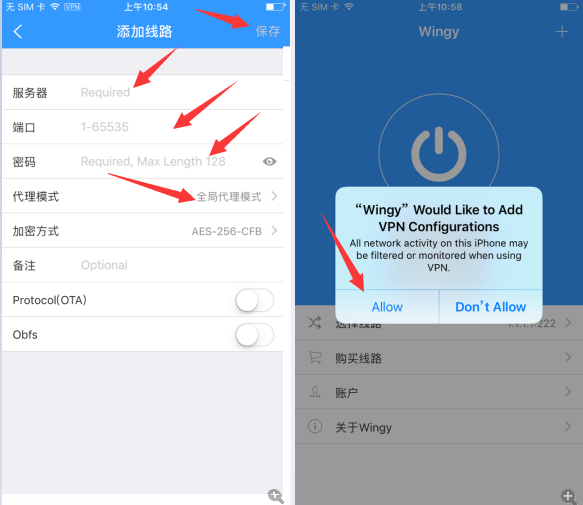 无 SIM 卡 VPN 上午10:54
添加线路 保存
服务器 Required
端口 1-65535
密码 Required, Max Length 128
代理模式 全局代理模式
加密方式 AES-256-CFB
备注 Optional
Protocol(OTA)
Obfs
无 SIM 卡 上午10:58
Wingy
“Wingy” Would Like to Add
VPN Configurations
All network activity on this iPhone may
be filtered or monitored when using
VPN.
Allow Don't Allow
选择线路 1.1.1.1:222
购买线路
账户
关于Wingy